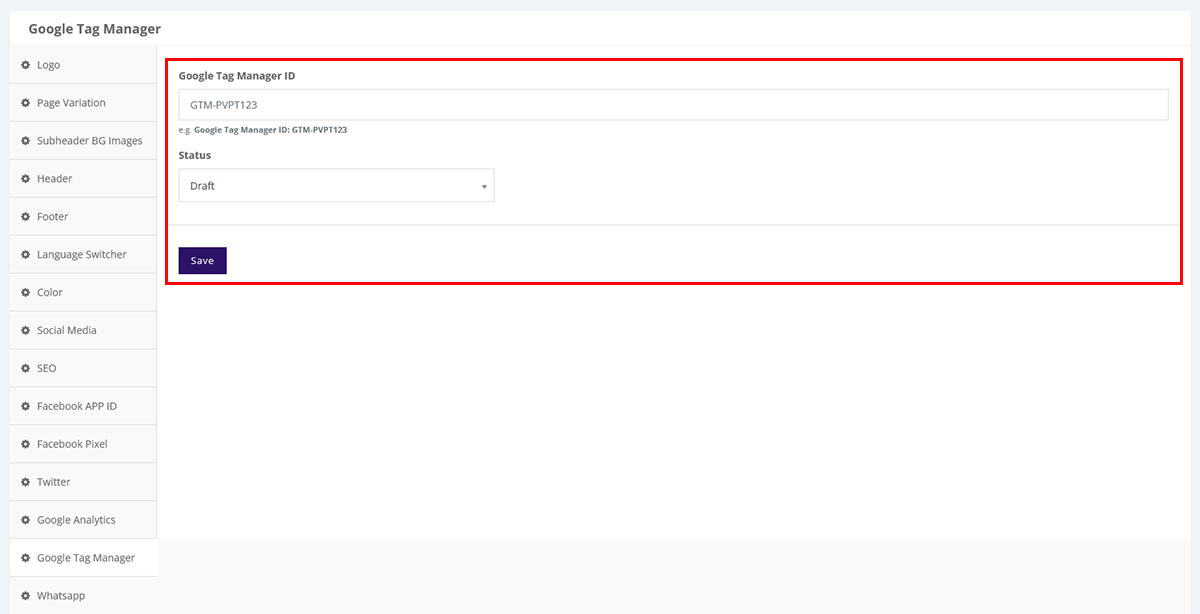 Google Tag Manager
Logo
Page Variation
Subheader BG Images
Header
Footer
Language Switcher
Color
Social Media
SEO
Facebook APP ID
Facebook Pixel
Twitter
Google Analytics
Google Tag Manager
Whatsapp
Google Tag Manager ID
GTM-PVPT123
e.g. Google Tag Manager ID: GTM-PVPT123
Status
Draft
Save